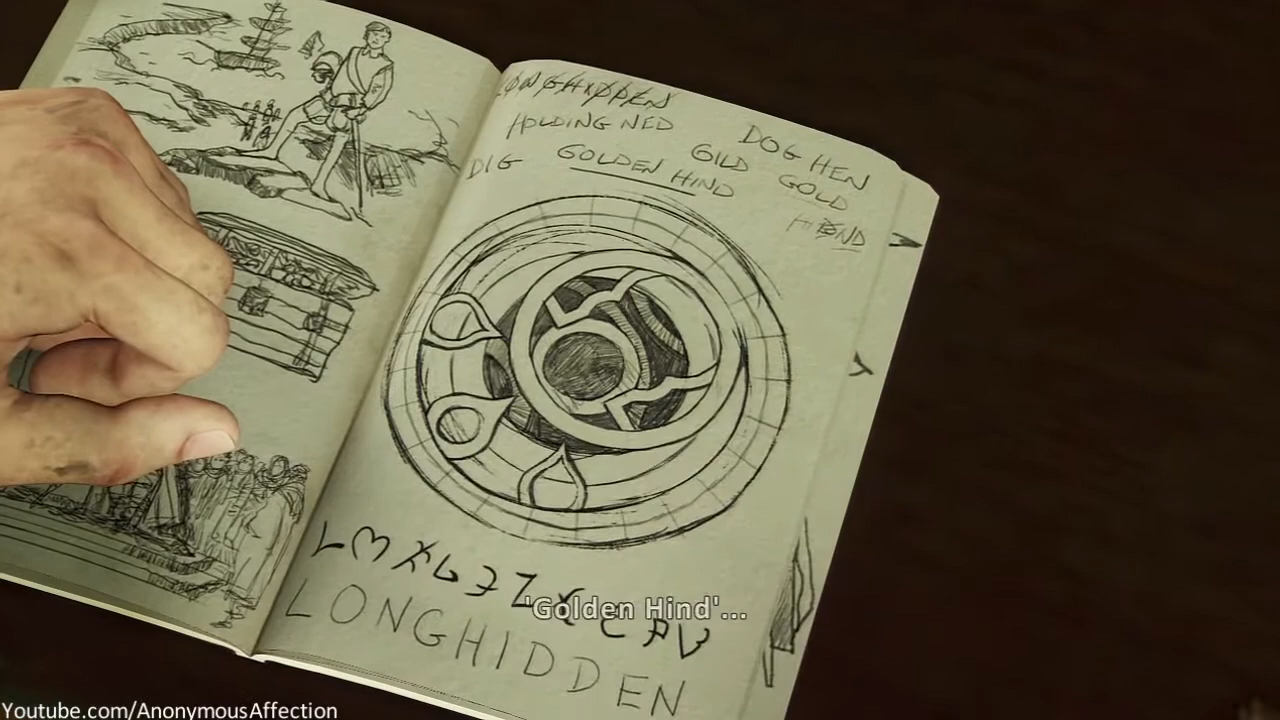 LONGHIDDEN
HOLDING NED
DOG HEN
DIG
GOLDEN HIND
GILD
GOLD
HIND
'Golden Hind'...
LONGHIDDEN
Youtube.com/AnonymousAffection